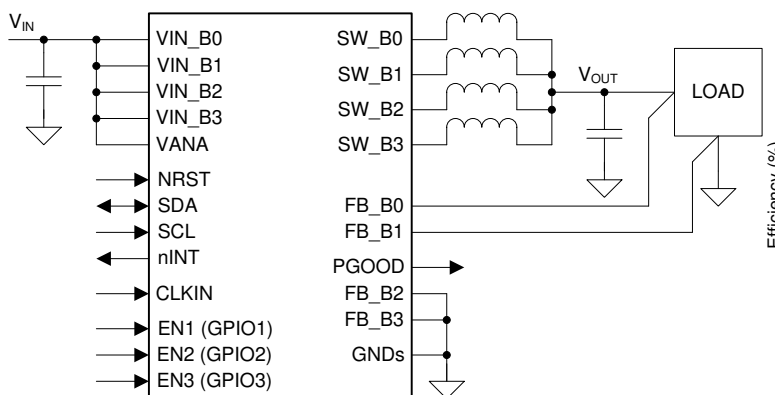 VIN
VIN_B0
VIN_B1
VIN_B2
VIN_B3
VANA
NRST
SDA
SCL
nINT
CLKIN
EN1 (GPIO1)
EN2 (GPIO2)
EN3 (GPIO3)
SW_B0
SW_B1
SW_B2
SW_B3
FB_B0
FB_B1
PGOOD
FB_B2
FB_B3
GNDs
VOUT
LOAD
Efficiency (%)